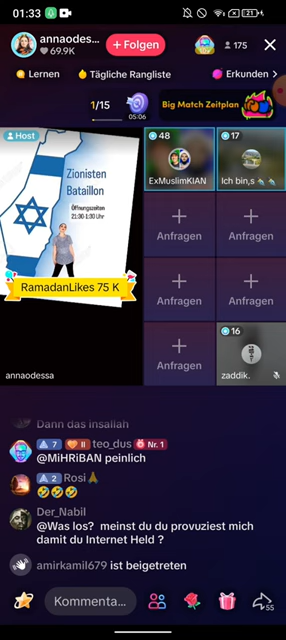 01:33
21
annaodes...
69.9K
+ Folgen
175
Lernen
Tägliche Rangliste
Erkunden
1/15
05:06
Big Match Zeitplan
Host
Zionisten
Bataillon
Öffnungszeiten
21:30-1:30 Uhr
RamadanLikes 75 K
annaodessa
48
ExMuslimKIAN
17
Ich bin,s
Anfragen
Anfragen
Anfragen
Anfragen
Anfragen
16
zaddik.
Dann das insallah
7 II teo_dus Nr. 1
@MiHRiBAN peinlich
2 Rosi🙏
🤣🤣🤣
Der_Nabil
@Was los? meinst du du provuziest mich
damit du Internet Held ?
amirkamil679 ist beigetreten
Kommenta...
55